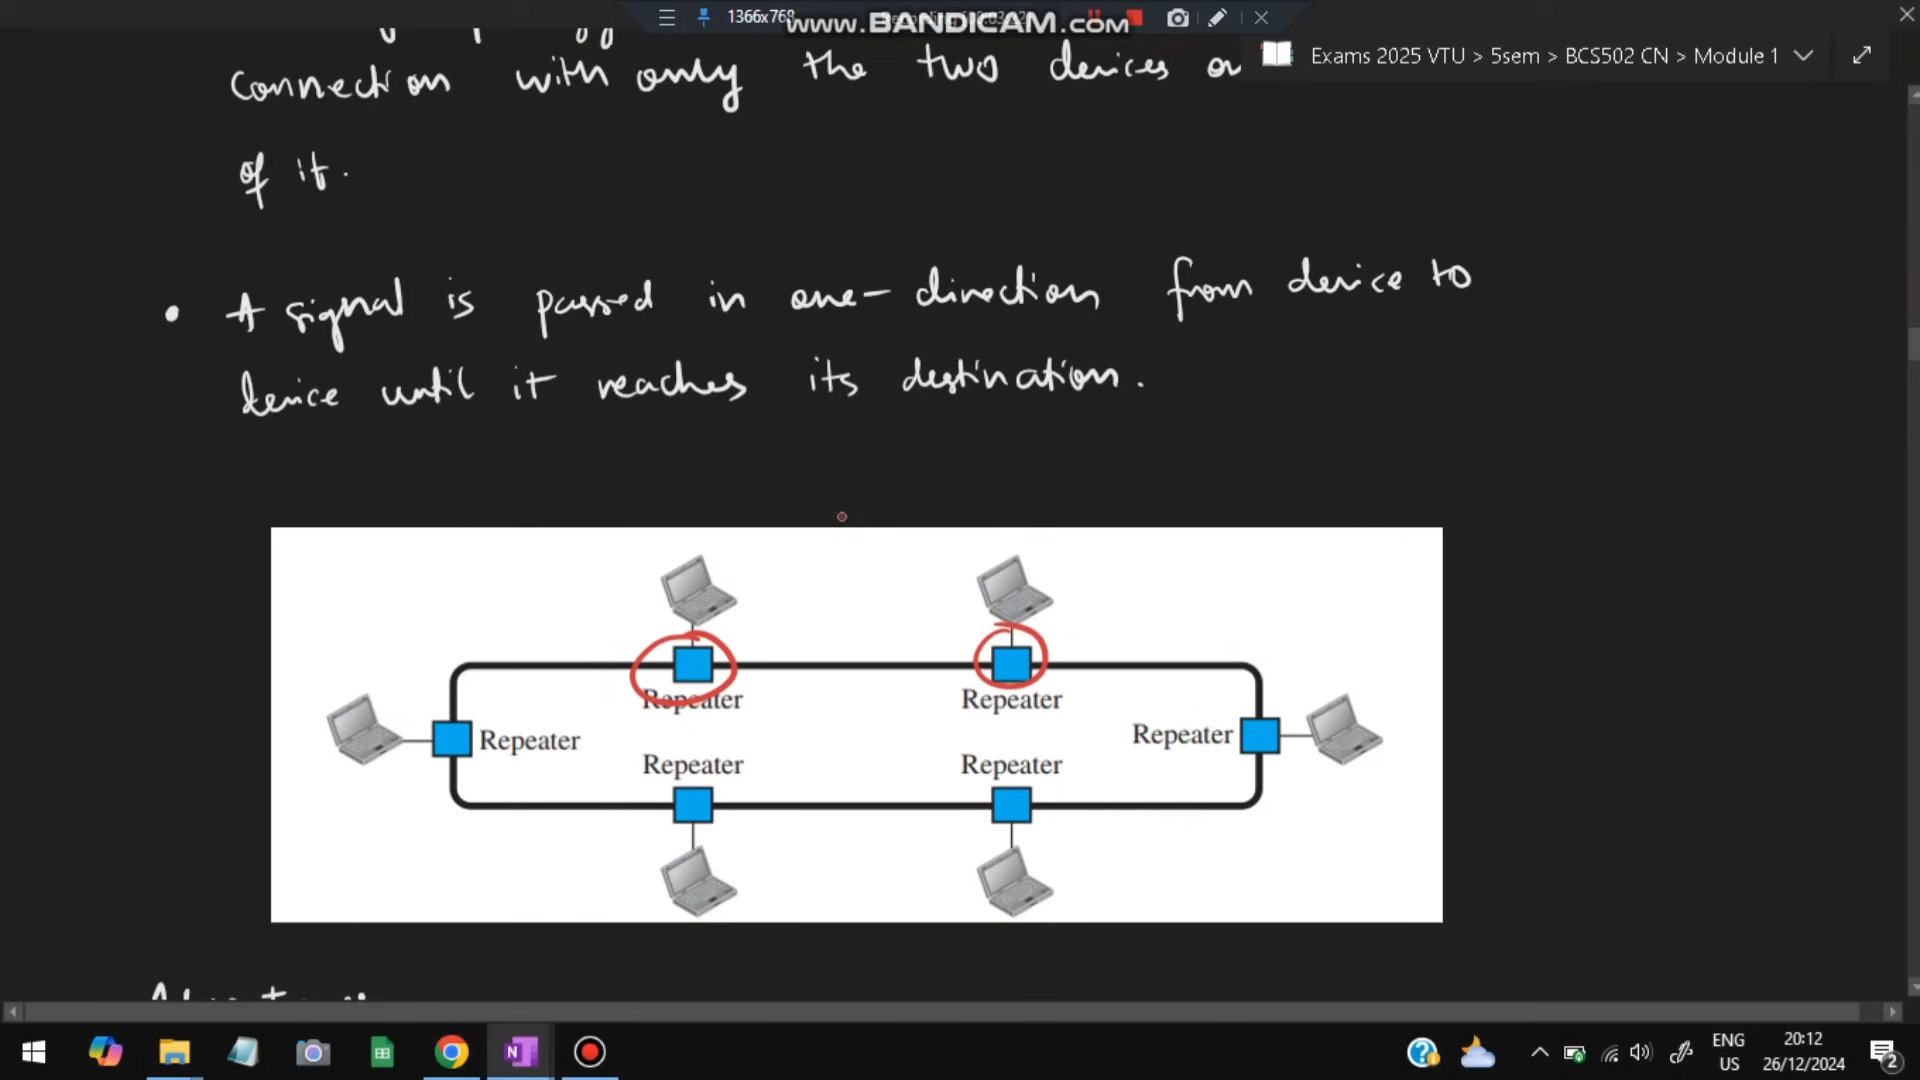 1366x768
www.BANDICAM.com
Exams 2025 VTU > 5sem > BCS502 CN > Module 1
connection with only the two devices on
of it.
• A signal is passed in one-direction from device to
device until it reaches its destination.
Repeater
Repeater
Repeater
Repeater
Repeater
Repeater
ENG
US
20:12
26/12/2024
2